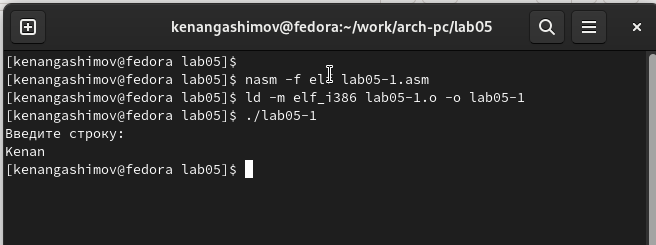 kenangashimov@fedora:~/work/arch-pc/lab05
[kenangashimov@fedora lab05]$
[kenangashimov@fedora lab05]$ nasm -f elf lab05-1.asm
[kenangashimov@fedora lab05]$ ld -m elf_i386 lab05-1.o -o lab05-1
[kenangashimov@fedora lab05]$ ./lab05-1
Введите строку:
Kenan
[kenangashimov@fedora lab05]$